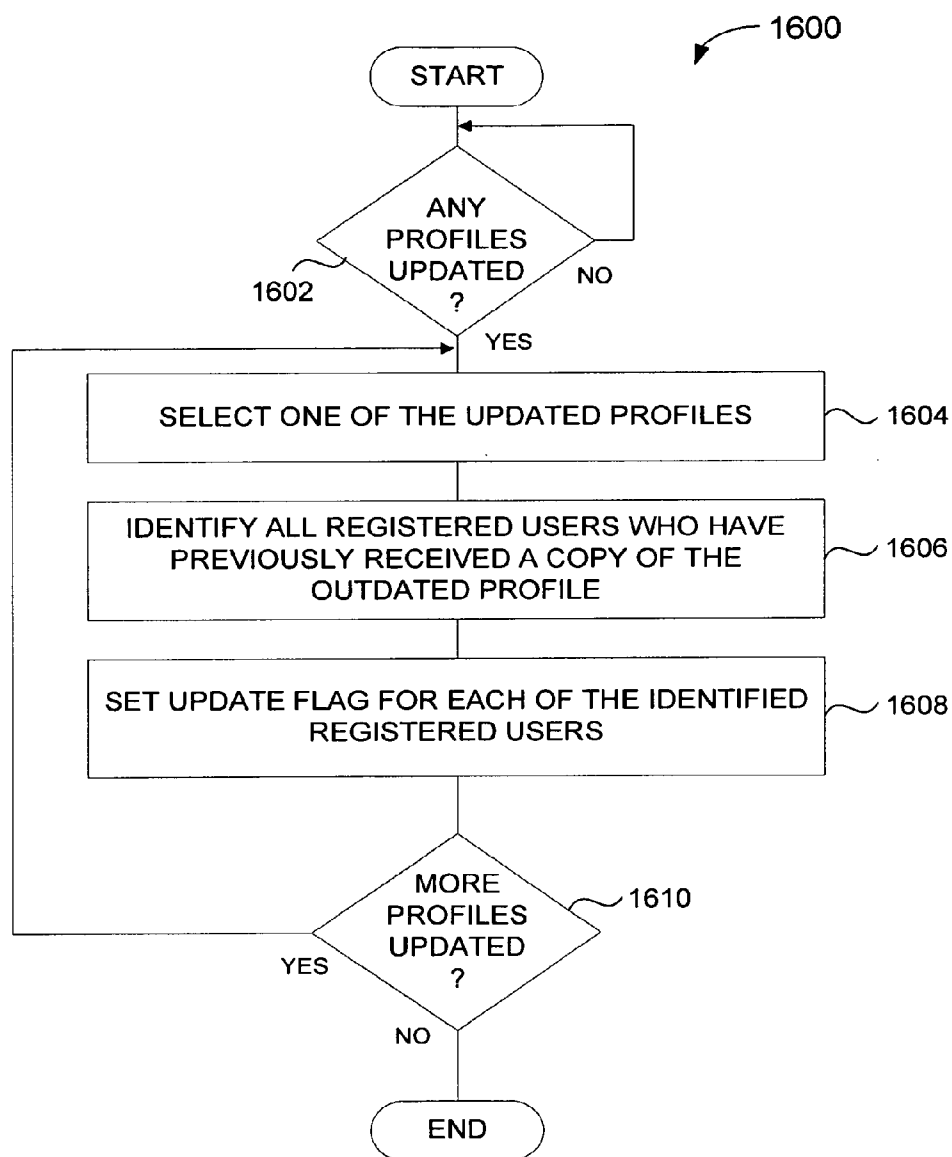 1600
START
ANY
PROFILES
UPDATED
?
1602
NO
YES
SELECT ONE OF THE UPDATED PROFILES
1604
IDENTIFY ALL REGISTERED USERS WHO HAVE
PREVIOUSLY RECEIVED A COPY OF THE
OUTDATED PROFILE
1606
SET UPDATE FLAG FOR EACH OF THE IDENTIFIED
REGISTERED USERS
1608
MORE
PROFILES
UPDATED
?
1610
YES
NO
END